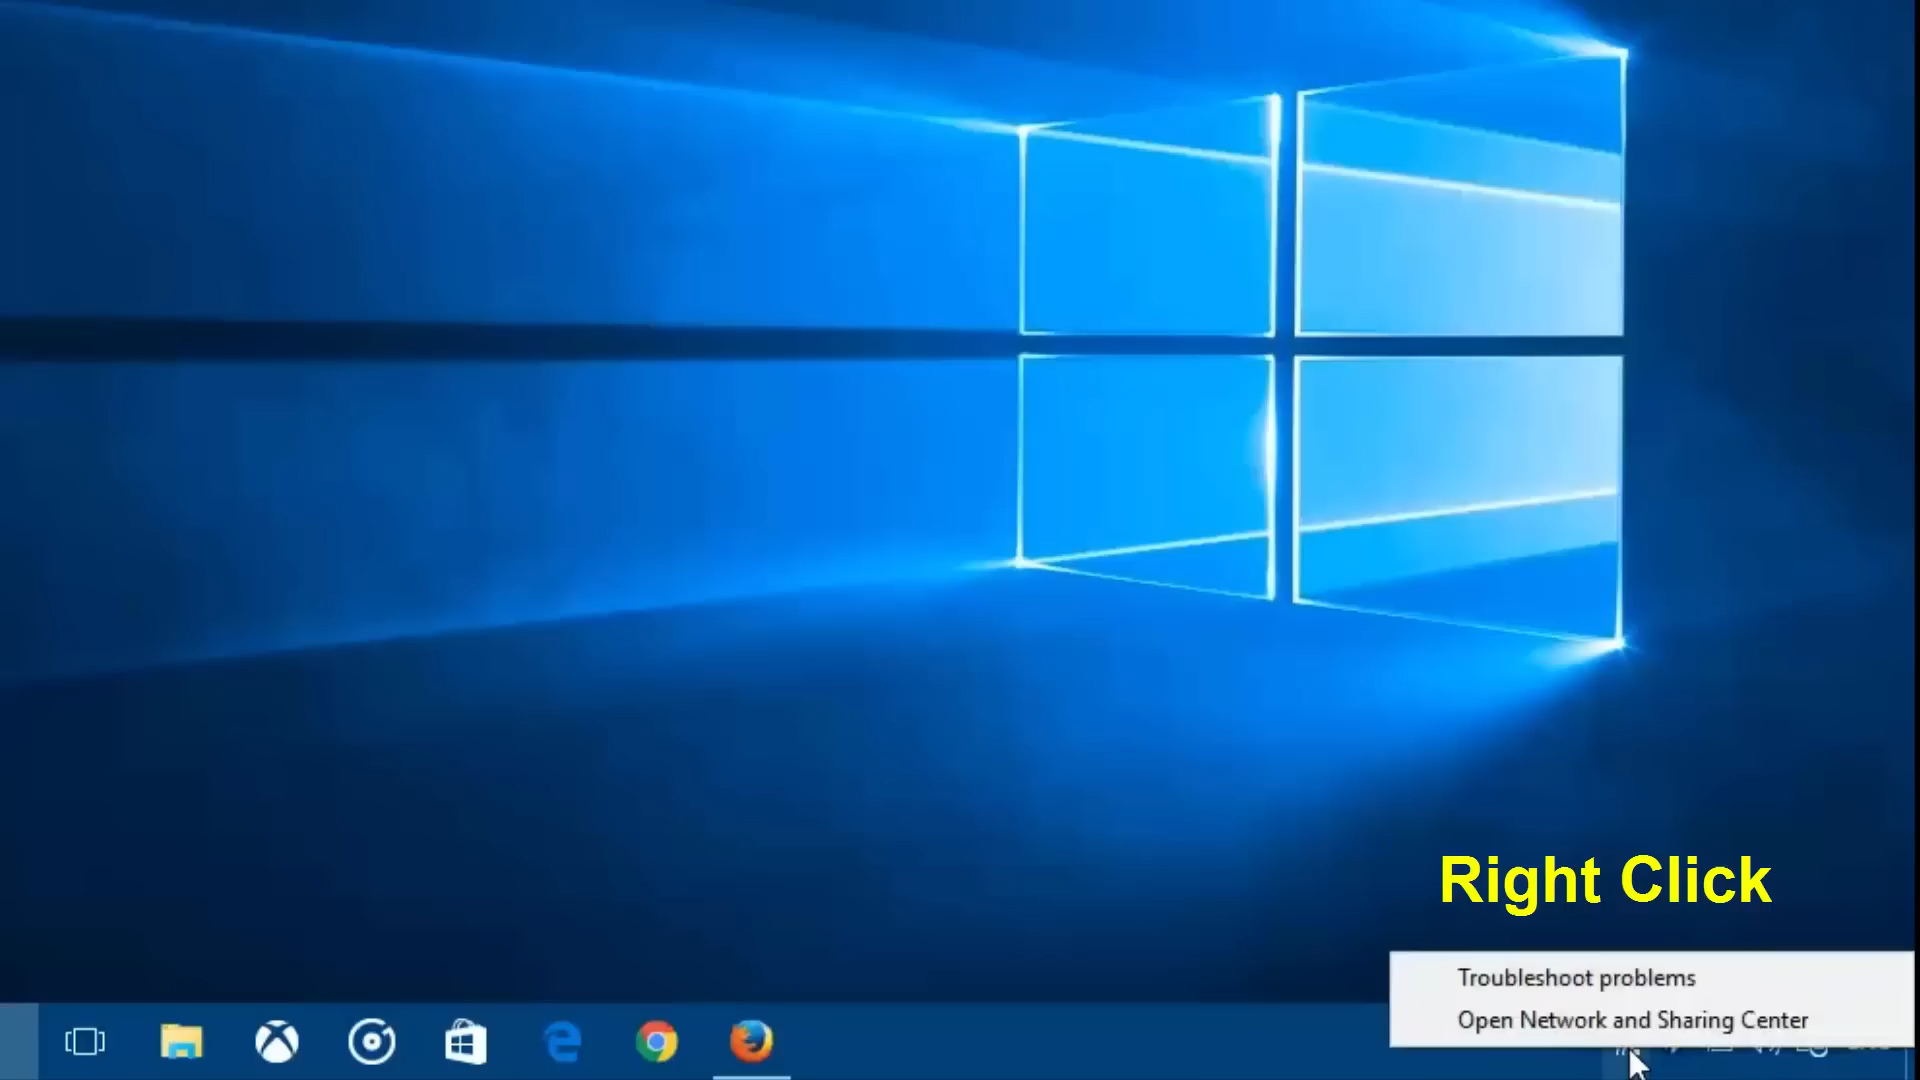 Right Click
Troubleshoot problems
Open Network and Sharing Center